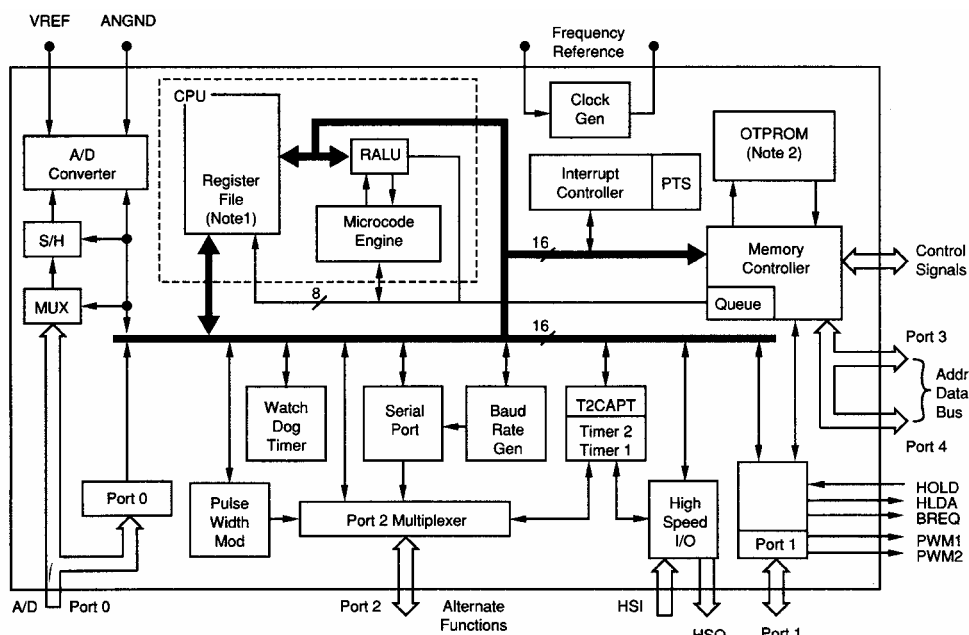 VREF
ANGND
Frequency
Reference
CPU
Clock
Gen
OTPROM
(Note 2)
A/D
Converter
Register
File
(Note1)
RALU
Interrupt
Controller
PTS
Microcode
Engine
S/H
16
Memory
Controller
Control
Signals
MUX
8
Queue
16
Port 3
Addr
Data
Bus
Port 4
Watch
Dog
Timer
Serial
Port
Baud
Rate
Gen
T2CAPT
Timer 2
Timer 1
Port 0
Pulse
Width
Mod
Port 2 Multiplexer
High
Speed
I/O
Port 1
HOLD
HLDA
BREQ
PWM1
PWM2
A/D
Port 0
Port 2
Alternate
Functions
HSI
HSO
Port 1